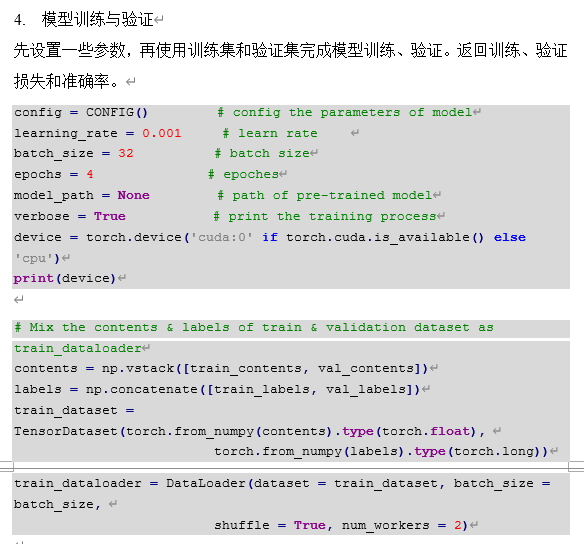 4. 模型训练与验证
先设置一些参数，再使用训练集和验证集完成模型训练、验证。返回训练、验证
损失和准确率。
config = CONFIG()         # config the parameters of model
learning_rate = 0.001     # learn rate
batch_size = 32          # batch size
epochs = 4              # epoches
model_path = None        # path of pre-trained model
verbose = True           # print the training process
device = torch.device('cuda:0' if torch.cuda.is_available() else
'cpu')
print(device)
# Mix the contents & labels of train & validation dataset as
train_dataloader
contents = np.vstack([train_contents, val_contents])
labels = np.concatenate([train_labels, val_labels])
train_dataset =
TensorDataset(torch.from_numpy(contents).type(torch.float),
torch.from_numpy(labels).type(torch.long))
train_dataloader = DataLoader(dataset = train_dataset, batch_size =
batch_size,
shuffle = True, num_workers = 2)